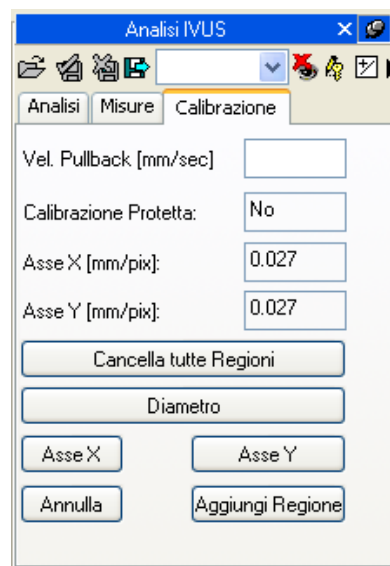 Analisi IVUS
Analisi Misure Calibrazione
Vel. Pullback [mm/sec]
Calibrazione Protetta: No
Asse X [mm/pix]: 0.027
Asse Y [mm/pix]: 0.027
Cancella tutte Regioni
Diametro
Asse X Asse Y
Annulla Aggiungi Regione